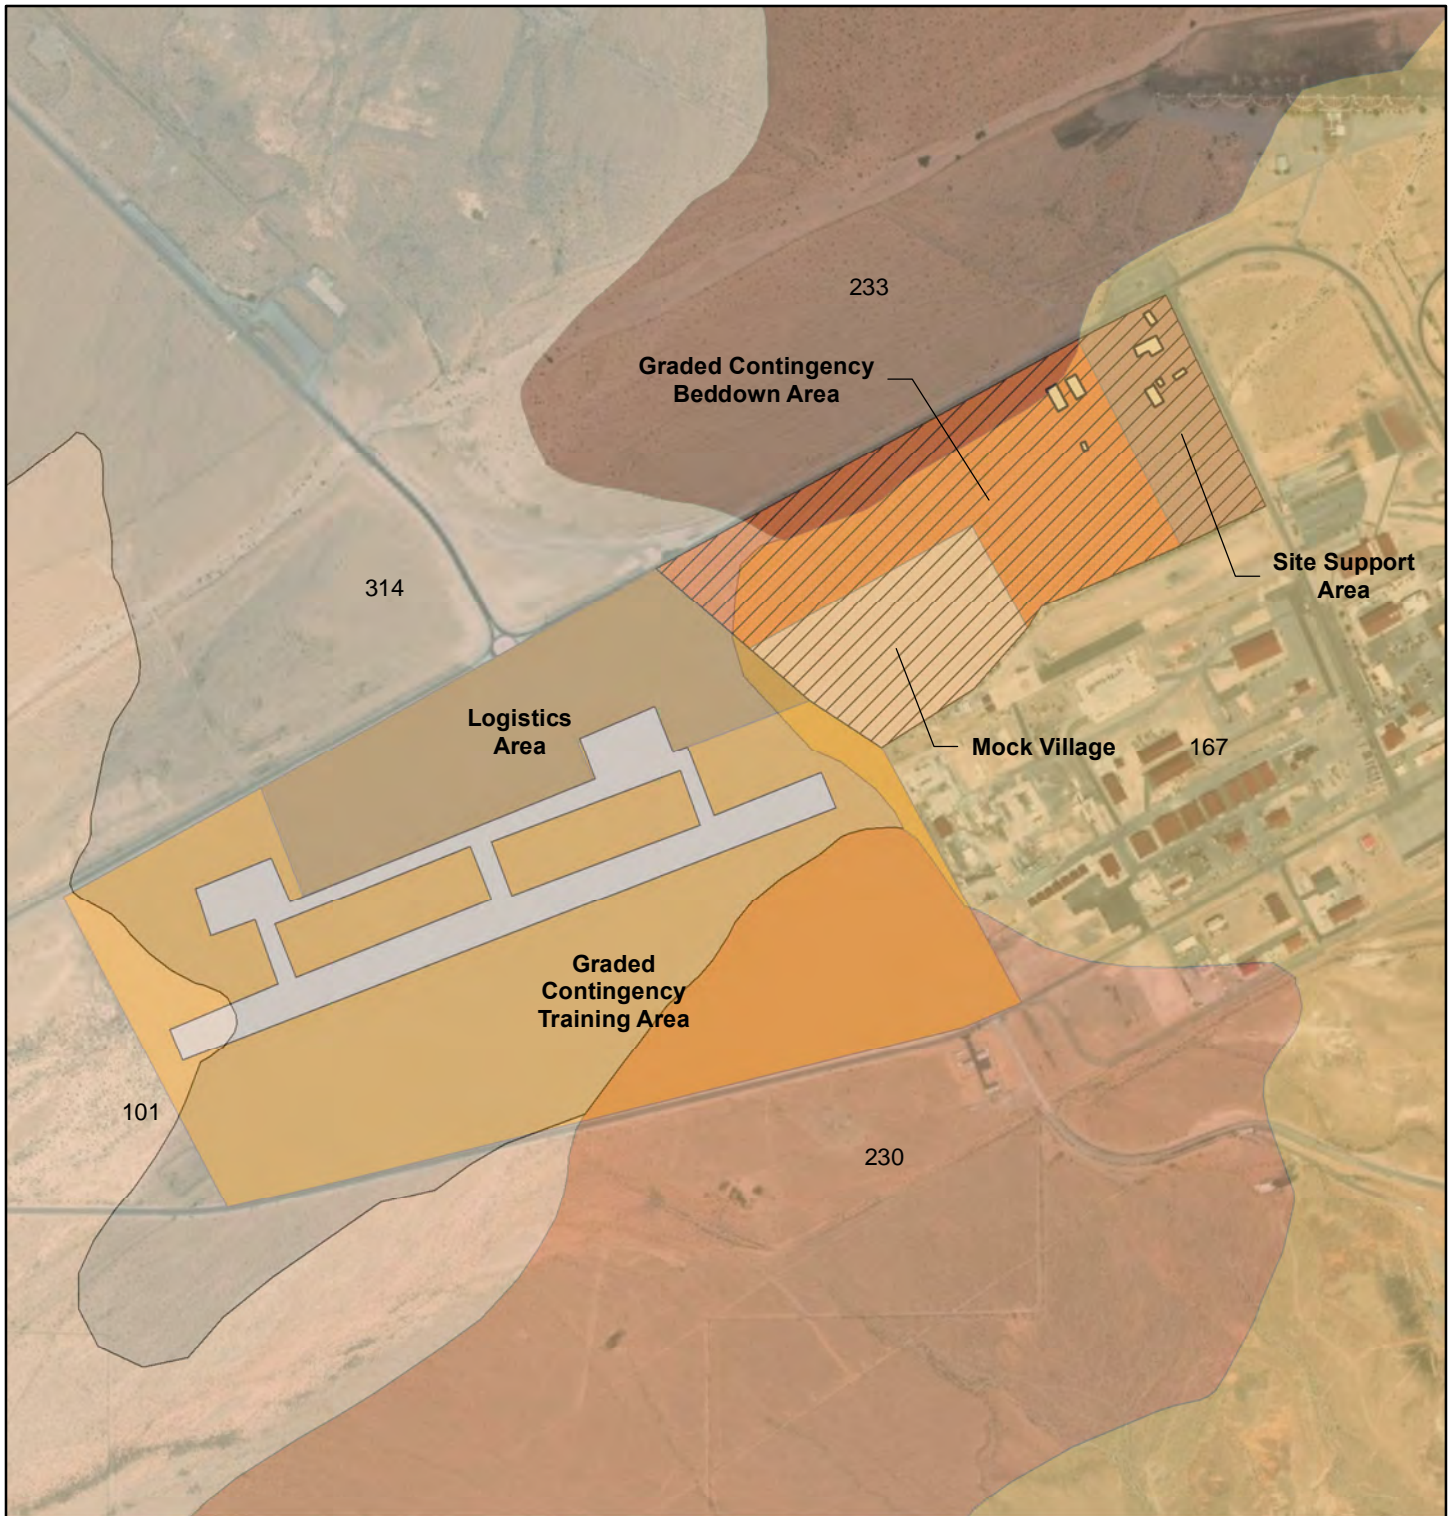 233
Graded Contingency
Beddown Area
Site Support
Area
314
Logistics
Area
Mock Village
167
Graded
Contingency
Training Area
101
230